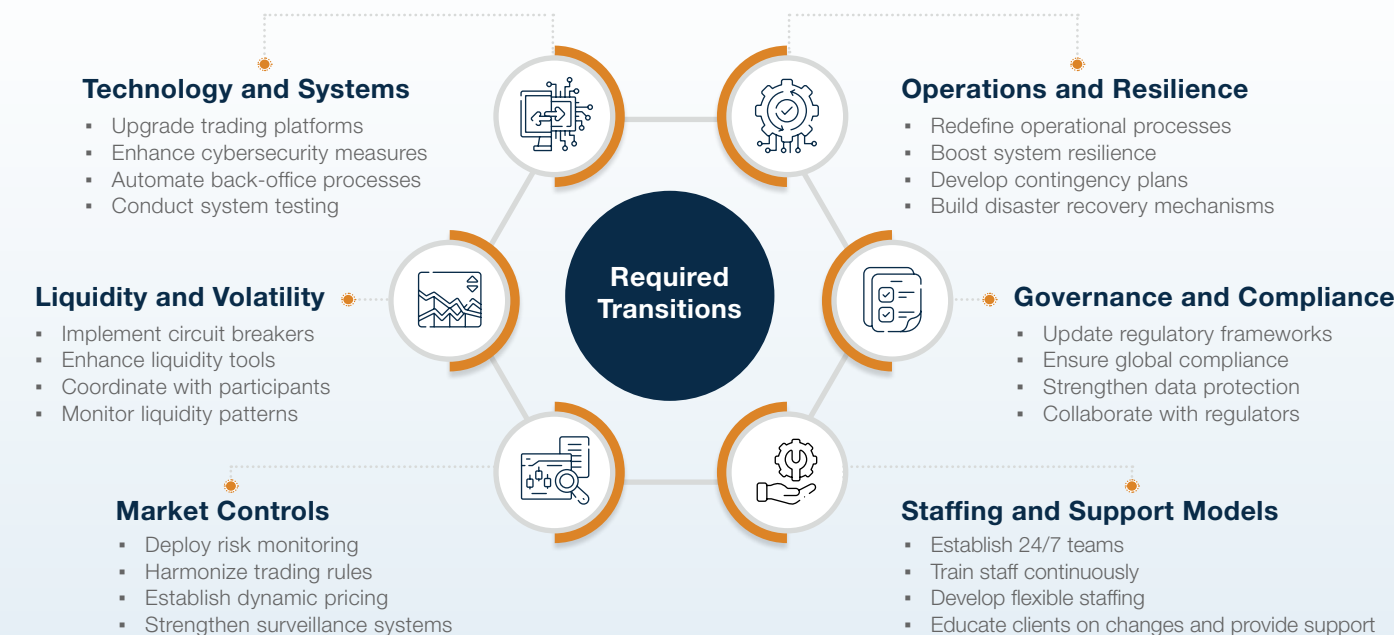 Technology and Systems
▪ Upgrade trading platforms
▪ Enhance cybersecurity measures
▪ Automate back-office processes
▪ Conduct system testing
Operations and Resilience
▪ Redefine operational processes
▪ Boost system resilience
▪ Develop contingency plans
▪ Build disaster recovery mechanisms
Required
Transitions
Liquidity and Volatility
▪ Implement circuit breakers
▪ Enhance liquidity tools
▪ Coordinate with participants
▪ Monitor liquidity patterns
Governance and Compliance
▪ Update regulatory frameworks
▪ Ensure global compliance
▪ Strengthen data protection
▪ Collaborate with regulators
Market Controls
▪ Deploy risk monitoring
▪ Harmonize trading rules
▪ Establish dynamic pricing
▪ Strengthen surveillance systems
Staffing and Support Models
▪ Establish 24/7 teams
▪ Train staff continuously
▪ Develop flexible staffing
▪ Educate clients on changes and provide support